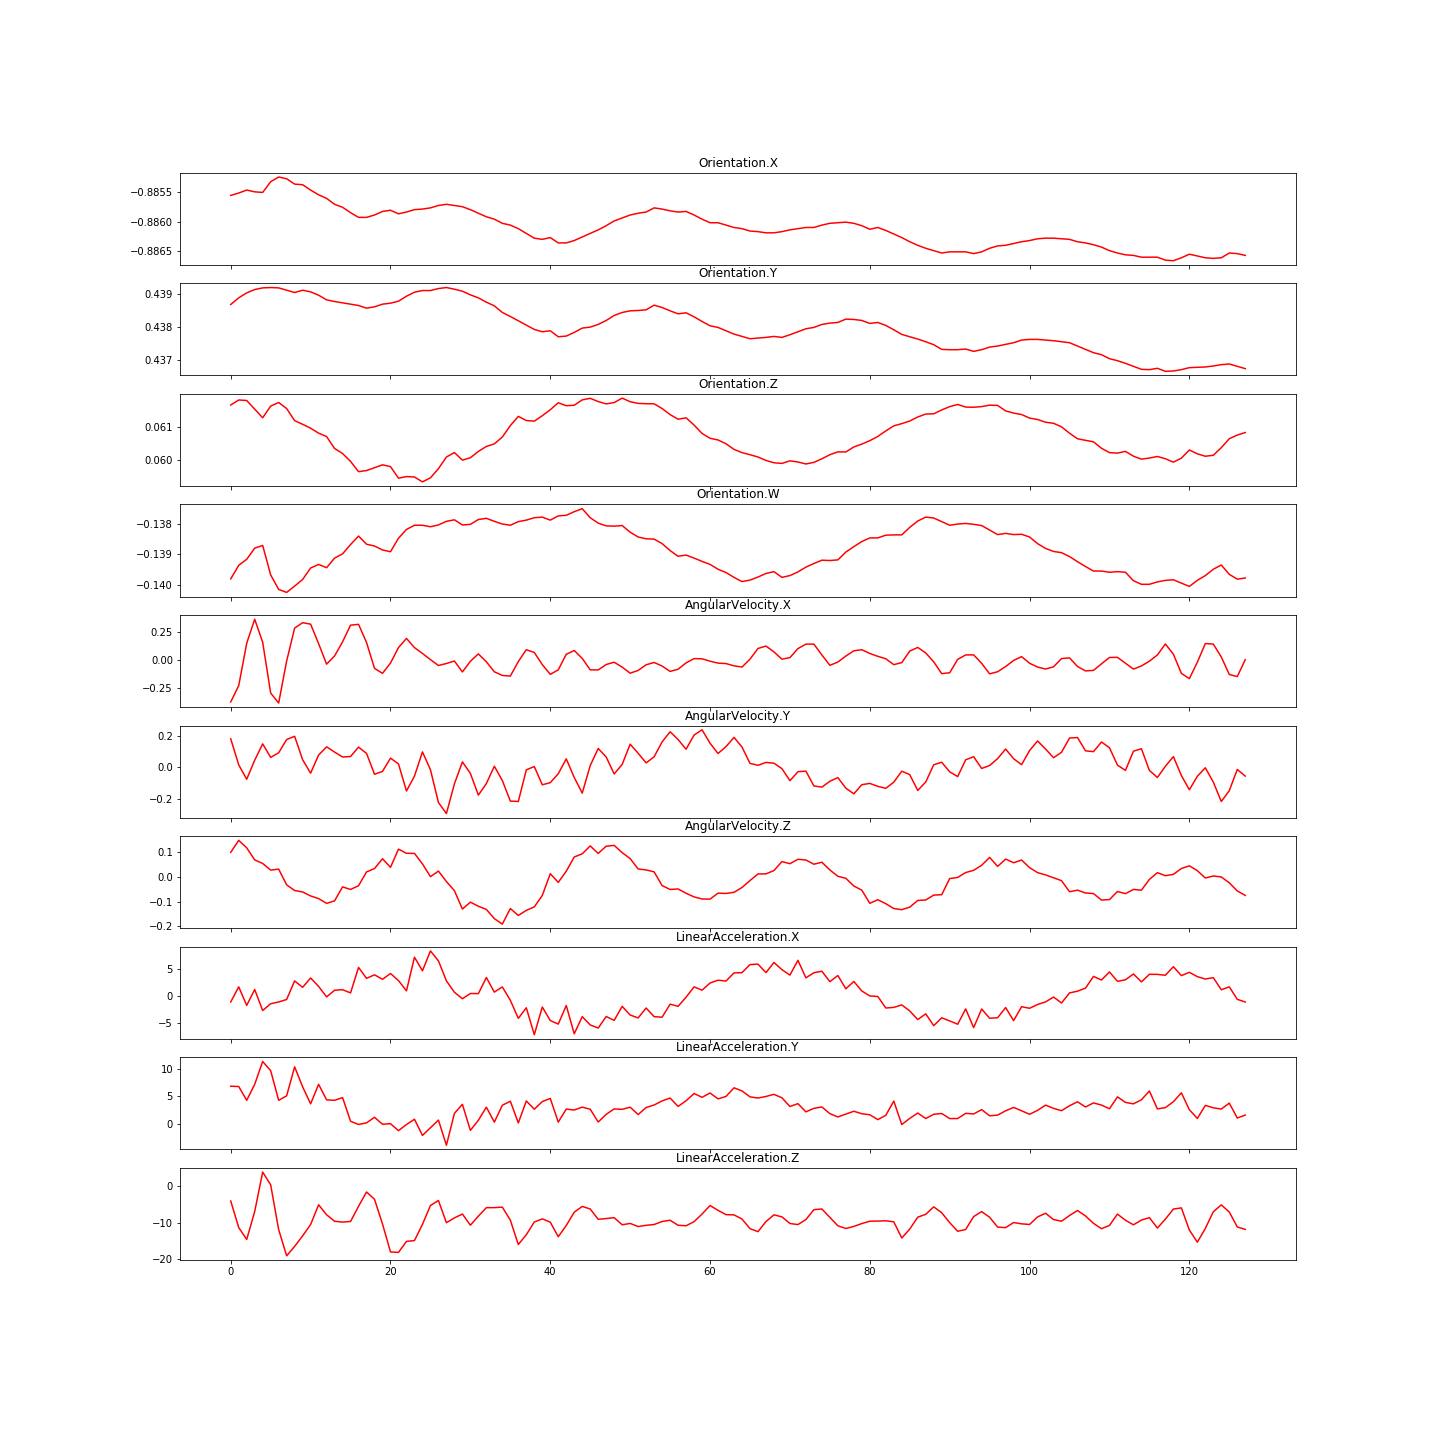 Orientation.X
−0.8855
−0.8860
−0.8865
Orientation.Y
0.439
0.438
0.437
Orientation.Z
0.061
0.060
Orientation.W
−0.138
−0.139
−0.140
AngularVelocity.X
0.25
0.00
−0.25
AngularVelocity.Y
0.2
0.0
−0.2
AngularVelocity.Z
0.1
0.0
−0.1
−0.2
LinearAcceleration.X
5
0
−5
LinearAcceleration.Y
10
5
0
LinearAcceleration.Z
0
−10
−20
0 20 40 60 80 100 120